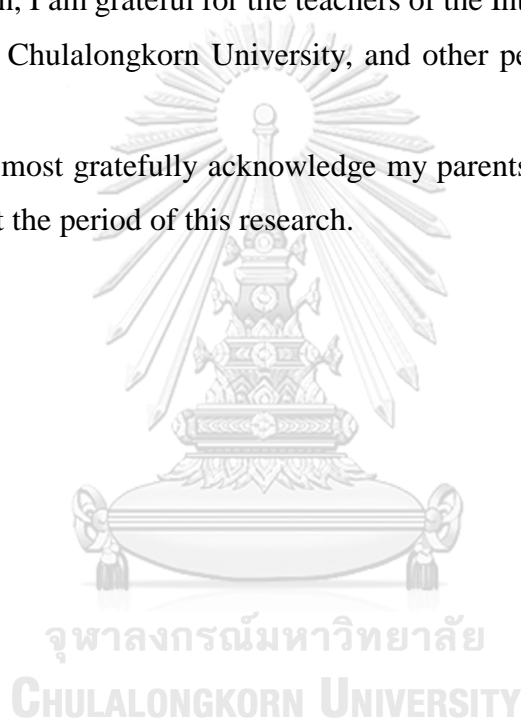 , I am grateful for the teachers of the
Chulalongkorn University, and other
most gratefully acknowledge my parents
t the period of this research.
จุฬาลงกรณ์มหาวิทยาลัย
CHULALONGKORN UNIVERSITY